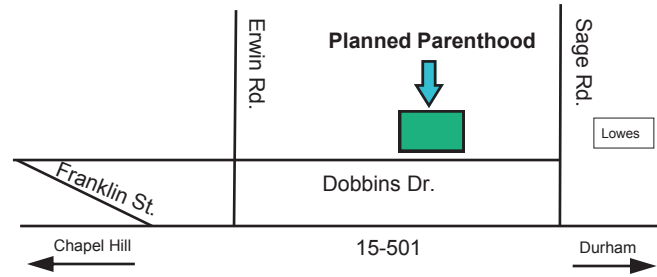 Erwin Rd.
Planned Parenthood
Sage Rd.
Lowes
Franklin St.
Dobbins Dr.
Chapel Hill
15-501
Durham